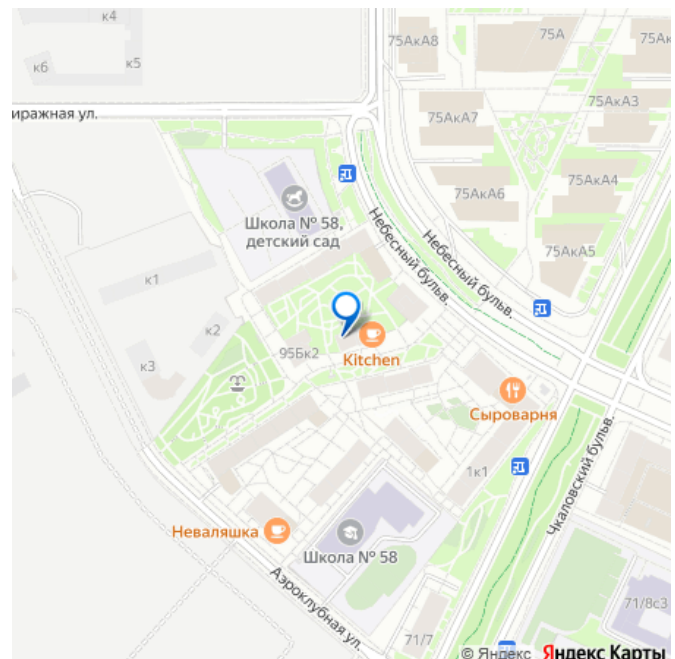 к4
75АкА8
75А
75Ак
к6
к5
75АкА3
иражная ул.
75АкА7
75АкА4
75АкА6
Школа № 58,
детский сад
Небесный бульв.
Небесный бульв.
75АкА5
к1
к2
95Бк2
Kitchen
к3
Сыроварня
1к1
Чкаловский бульв.
Неваляшка
Школа № 58
Аэроклубная ул.
71/8с3
71/7
© Яндекс Яндекс Карты